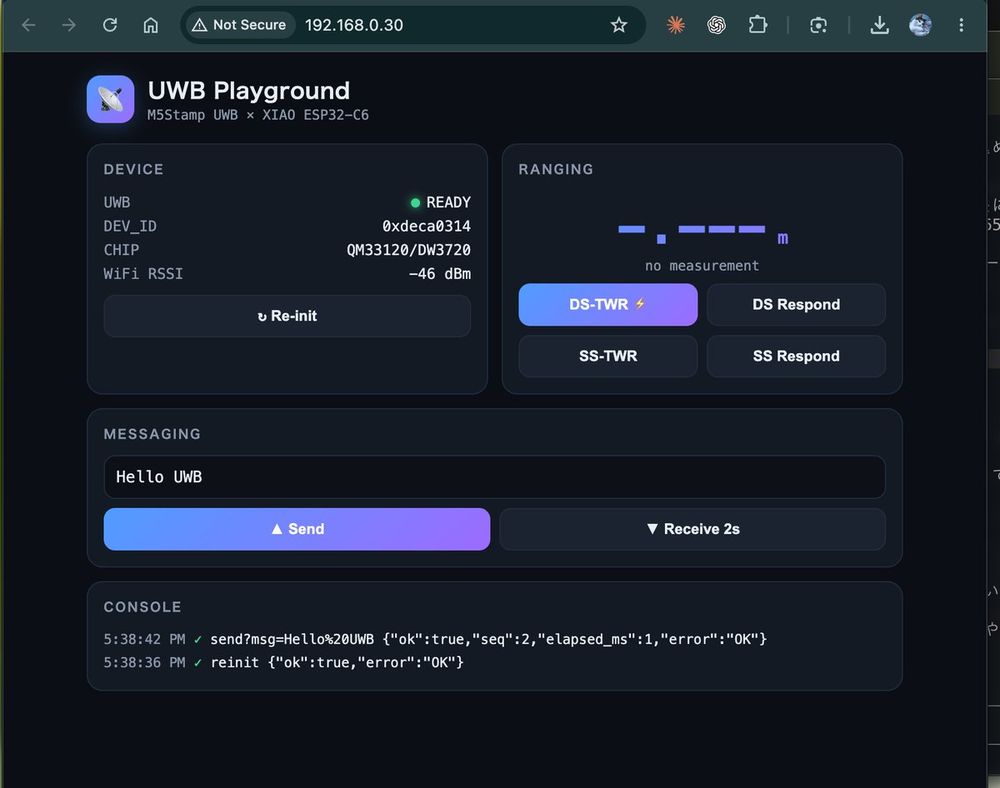 Not Secure 192.168.0.30
UWB Playground
M5Stamp UWB × XIAO ESP32-C6
DEVICE
UWB READY
DEV_ID 0xdeca0314
CHIP QM33120/DW3720
WiFi RSSI −46 dBm
↻ Re-init
RANGING
—.——— m
no measurement
DS-TWR ⚡ DS Respond
SS-TWR SS Respond
MESSAGING
Hello UWB
▲ Send ▼ Receive 2s
CONSOLE
5:38:42 PM ✓ send?msg=Hello%20UWB {"ok":true,"seq":2,"elapsed_ms":1,"error":"OK"}
5:38:36 PM ✓ reinit {"ok":true,"error":"OK"}